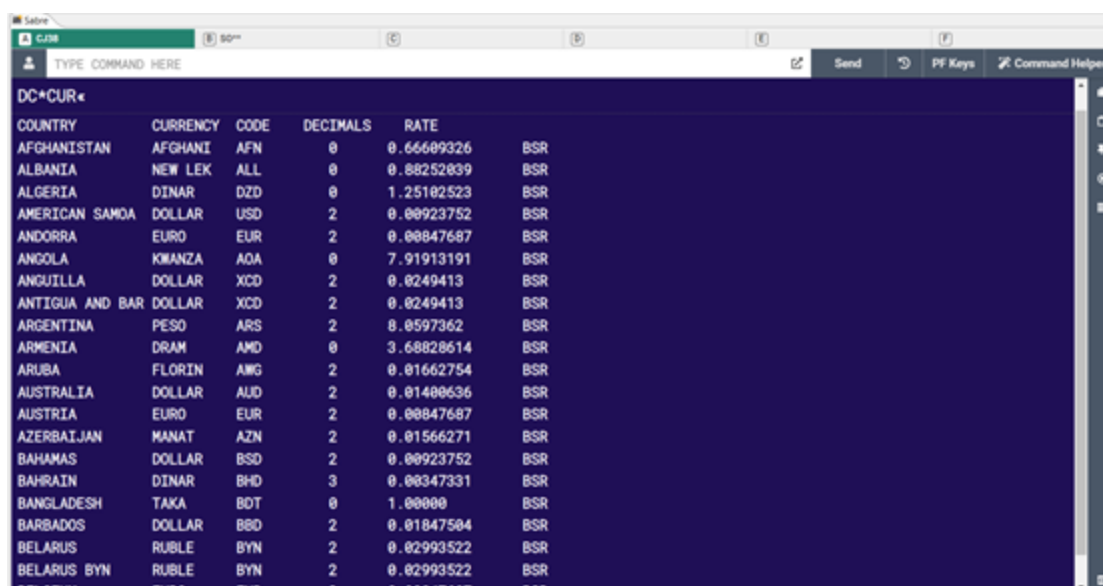 Sabre
A CJ38 B SO** C D E F
TYPE COMMAND HERE Send PF Keys Command Helper
DC*CUR«
COUNTRY CURRENCY CODE DECIMALS RATE
AFGHANISTAN AFGHANI AFN 0 0.66609326 BSR
ALBANIA NEW LEK ALL 0 0.88252039 BSR
ALGERIA DINAR DZD 0 1.25102523 BSR
AMERICAN SAMOA DOLLAR USD 2 0.00923752 BSR
ANDORRA EURO EUR 2 0.00847687 BSR
ANGOLA KWANZA AOA 0 7.91913191 BSR
ANGUILLA DOLLAR XCD 2 0.0249413 BSR
ANTIGUA AND BAR DOLLAR XCD 2 0.0249413 BSR
ARGENTINA PESO ARS 2 8.0597362 BSR
ARMENIA DRAM AMD 0 3.68828614 BSR
ARUBA FLORIN AWG 2 0.01662754 BSR
AUSTRALIA DOLLAR AUD 2 0.01400636 BSR
AUSTRIA EURO EUR 2 0.00847687 BSR
AZERBAIJAN MANAT AZN 2 0.01566271 BSR
BAHAMAS DOLLAR BSD 2 0.00923752 BSR
BAHRAIN DINAR BHD 3 0.00347331 BSR
BANGLADESH TAKA BDT 0 1.00000 BSR
BARBADOS DOLLAR BBD 2 0.01847504 BSR
BELARUS RUBLE BYN 2 0.02993522 BSR
BELARUS BYN RUBLE BYN 2 0.02993522 BSR